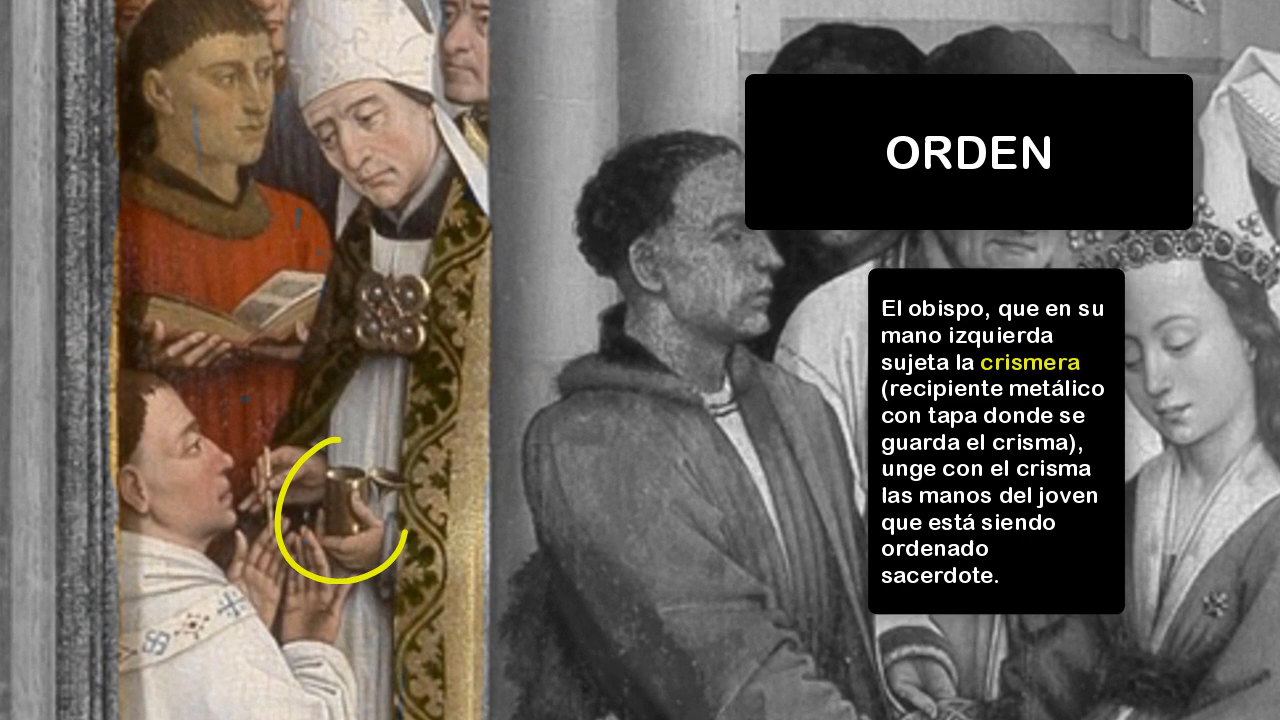 ORDEN
El obispo, que en su
mano izquierda
sujeta la crismera
(recipiente metálico
con tapa donde se
guarda el crisma),
unge con el crisma
las manos del joven
que está siendo
ordenado
sacerdote.